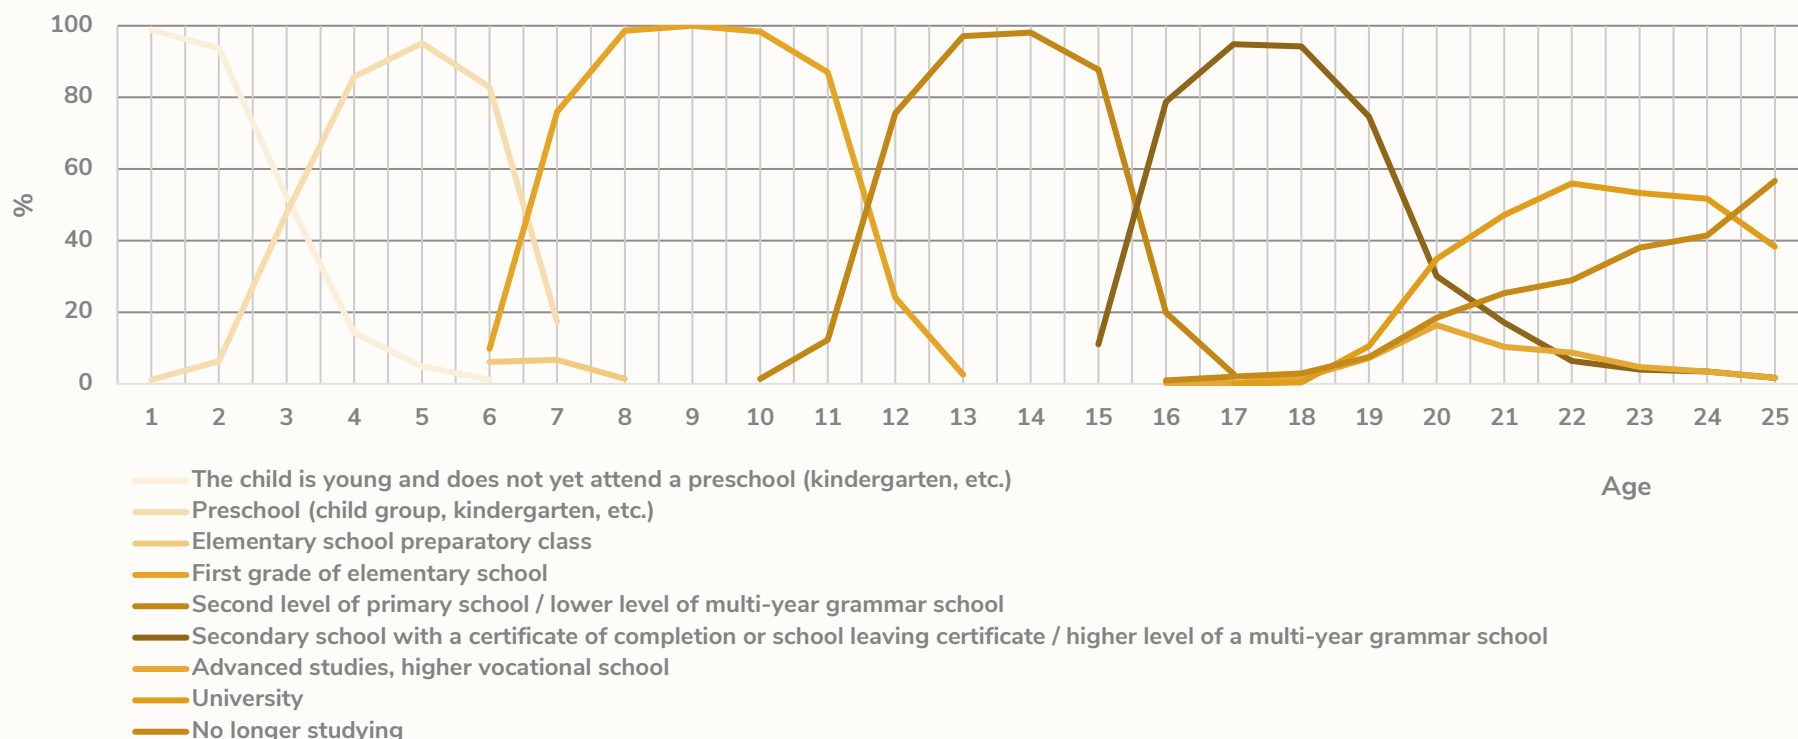 100
80
60
40
20
0
%
1 2 3 4 5 6 7 8 9 10 11 12 13 14 15 16 17 18 19 20 21 22 23 24 25
Age
The child is young and does not yet attend a preschool (kindergarten, etc.)
Preschool (child group, kindergarten, etc.)
Elementary school preparatory class
First grade of elementary school
Second level of primary school / lower level of multi-year grammar school
Secondary school with a certificate of completion or school leaving certificate / higher level of a multi-year grammar school
Advanced studies, higher vocational school
University
No longer studying